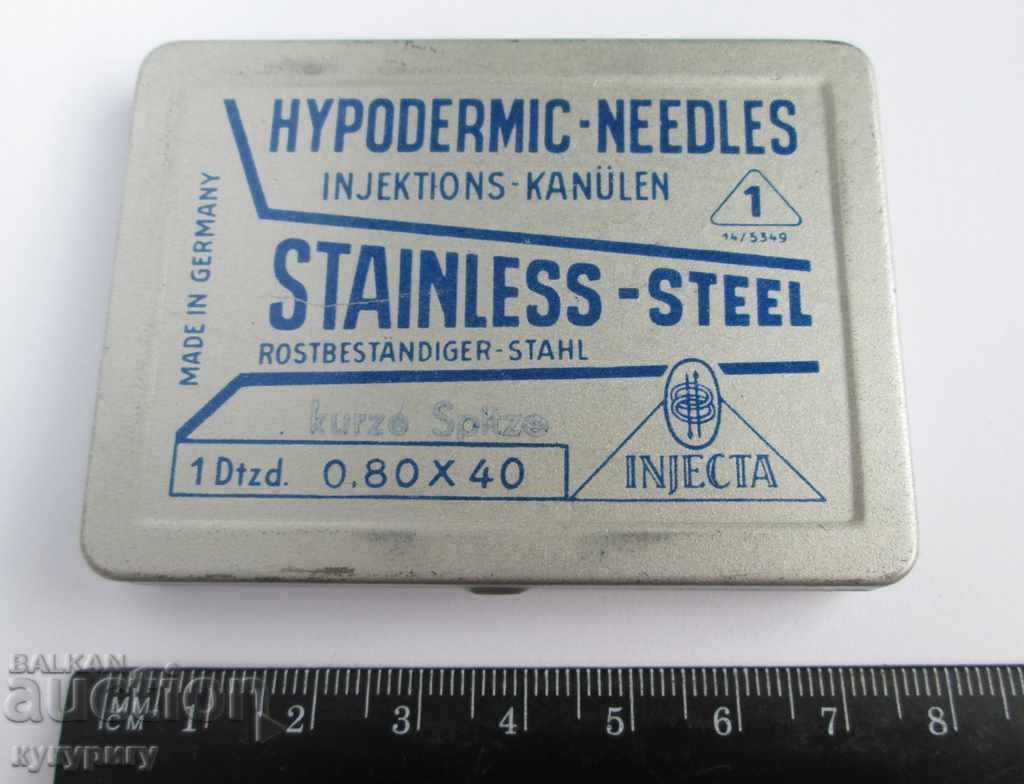 HYPODERMIC-NEEDLES
INJEKTIONS-KANÜLEN
1
14/5349
MADE IN GERMANY
STAINLESS-STEEL
ROSTBESTÄNDIGER-STAHL
kurze Spitze
1 Dtzd. 0,80 X 40
INJECTA
BALKAN
auction
кукуригу
MM
CM
1 2 3 4 5 6 7 8